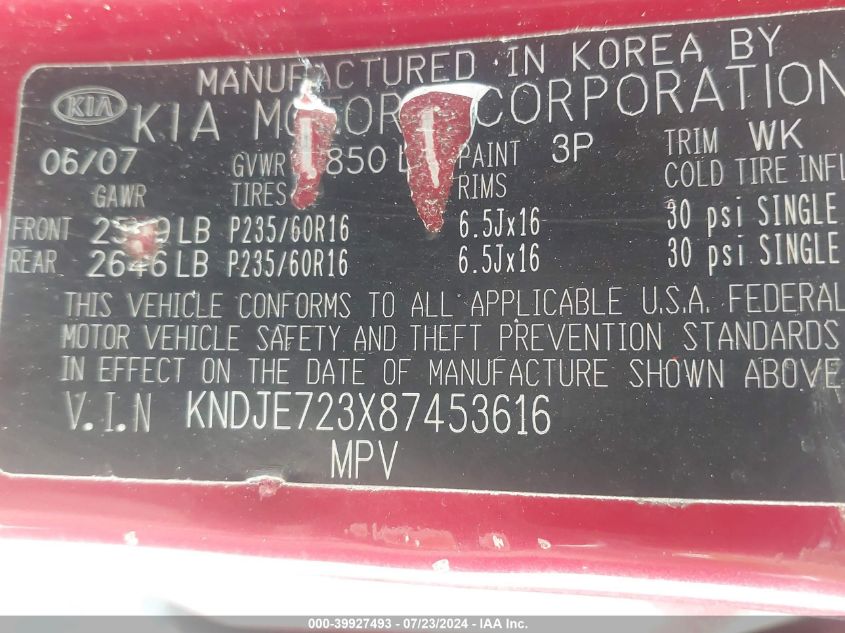 MANUFACTURED IN KOREA BY
KIA KIA CORPORATION
06/07 GVWR 850 PAINT 3P TRIM WK
GAWR TIRES RIMS COLD TIRE INFL
FRONT LB P235/60R16 6.5Jx16 30 psi SINGLE
REAR 2646 LB P235/60R16 6.5Jx16 30 psi SINGLE
THIS VEHICLE CONFORMS TO ALL APPLICABLE U.S.A. FEDERAL
MOTOR VEHICLE SAFETY AND THEFT PREVENTION STANDARDS
IN EFFECT ON THE DATE OF MANUFACTURE SHOWN ABOVE
V.I.N KNDJE723X87453616
MPV
000-39927493 - 07/23/2024 - IAA Inc.